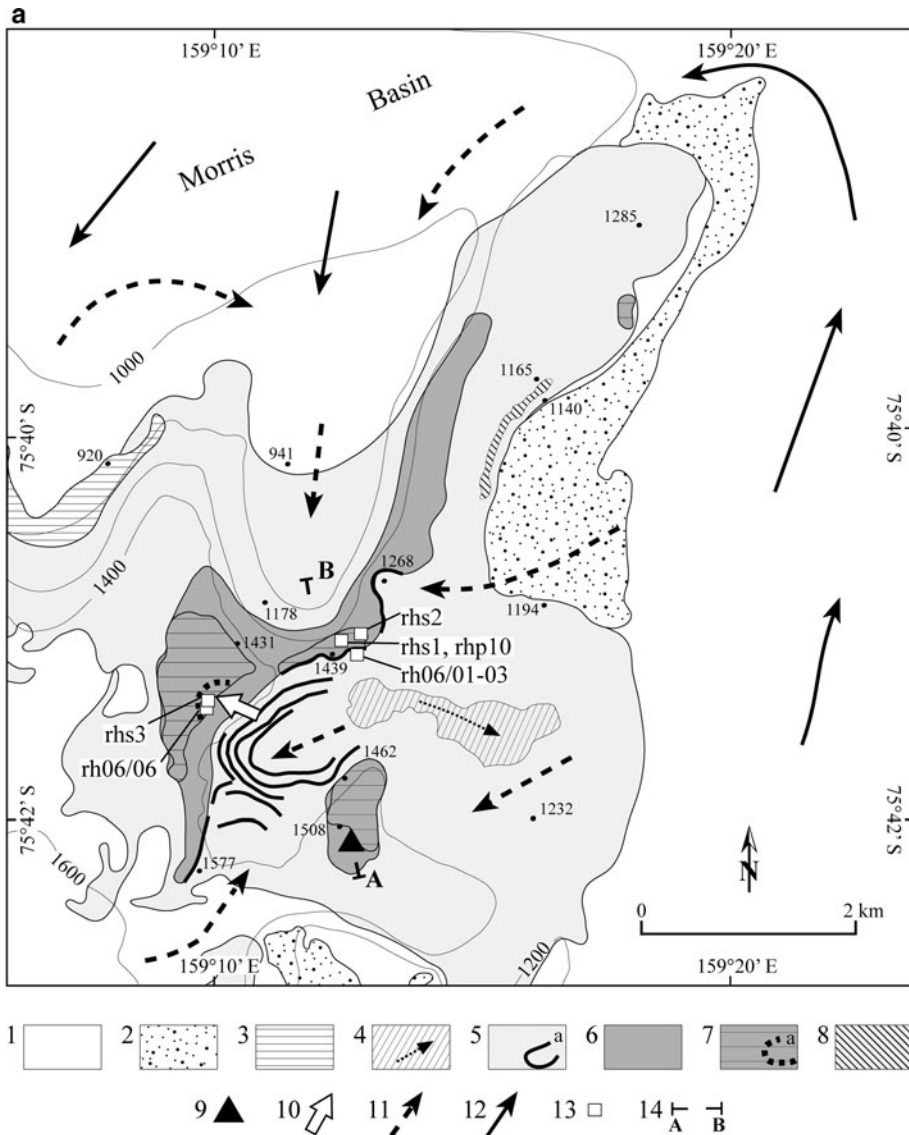 a
159°10' E
159°20' E
Morris Basin
1285
1000
1165
1140
75°40' S
75°40' S
920
941
1400
B
1268
1178
1194
rhs2
1431
rhs1, rhp10
1439
rh06/01-03
rhs3
rh06/06
1462
75°42' S
1508
1232
75°42' S
1600
1577
A
N
0 2 km
1200
159°10' E
159°20' E
1 2 3 4 5 a 6 7 a 8
9 10 11 12 13 14 A B